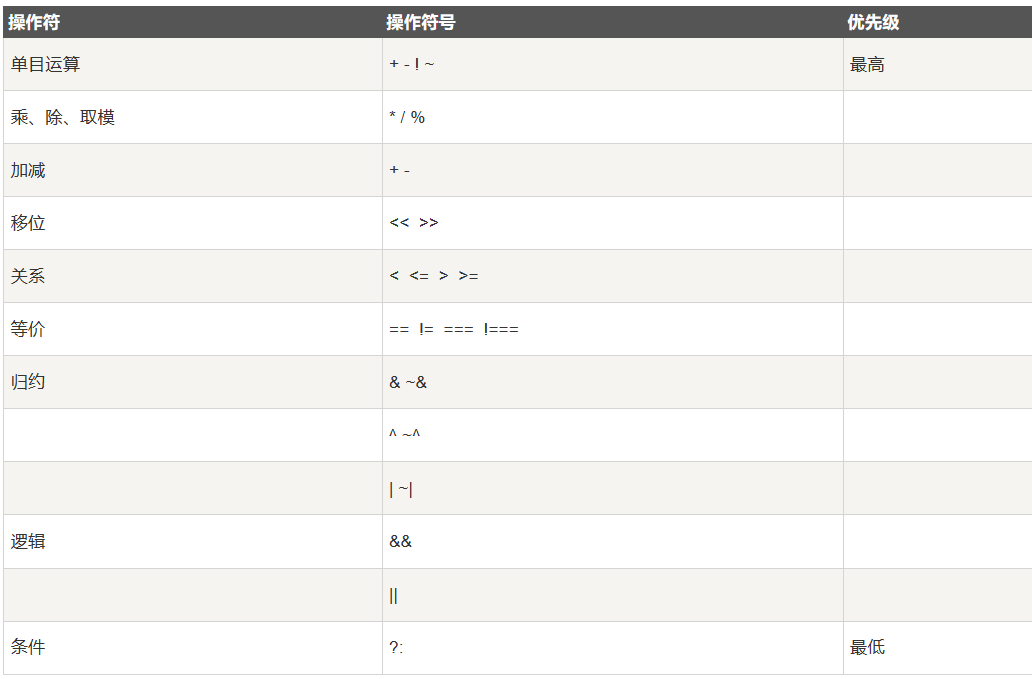 操作符 操作符号 优先级
单目运算 + - ! ~ 最高
乘、除、取模 * / %
加减 + -
移位 << >>
关系 < <= > >=
等价 == != === !===
归约 & ~&
^ ~^
| ~|
逻辑 &&
||
条件 ?: 最低